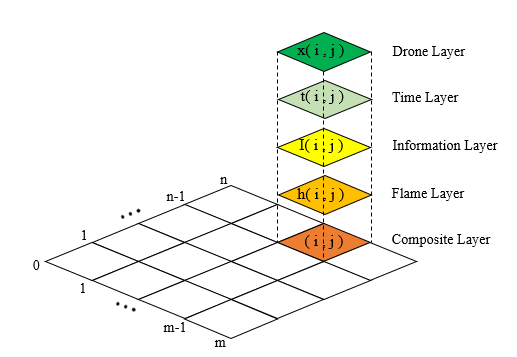 x( i , j )
Drone Layer
t( i , j )
Time Layer
I( i , j )
Information Layer
h( i , j )
Flame Layer
( i , j )
Composite Layer
n
n-1
...
1
0
1
...
m-1
m